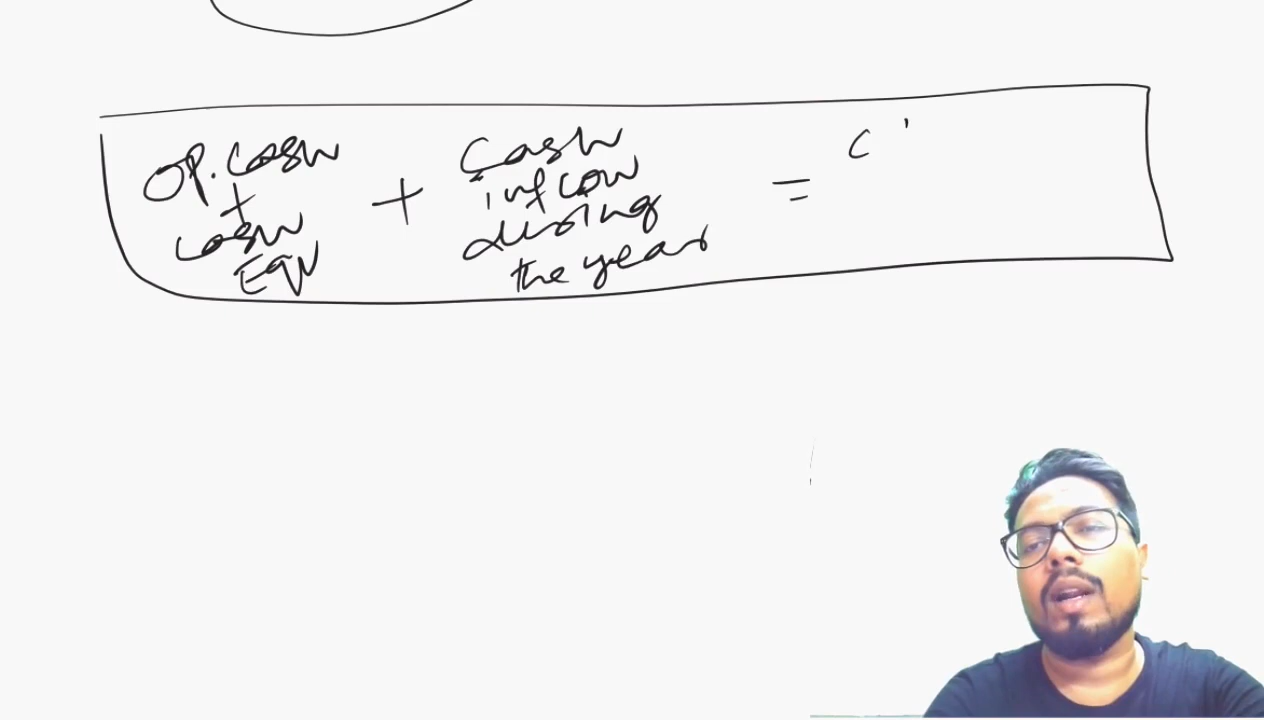 Op. Cash
+
Cash
Eqv
+
Cash
inflow
during
the year
=
C